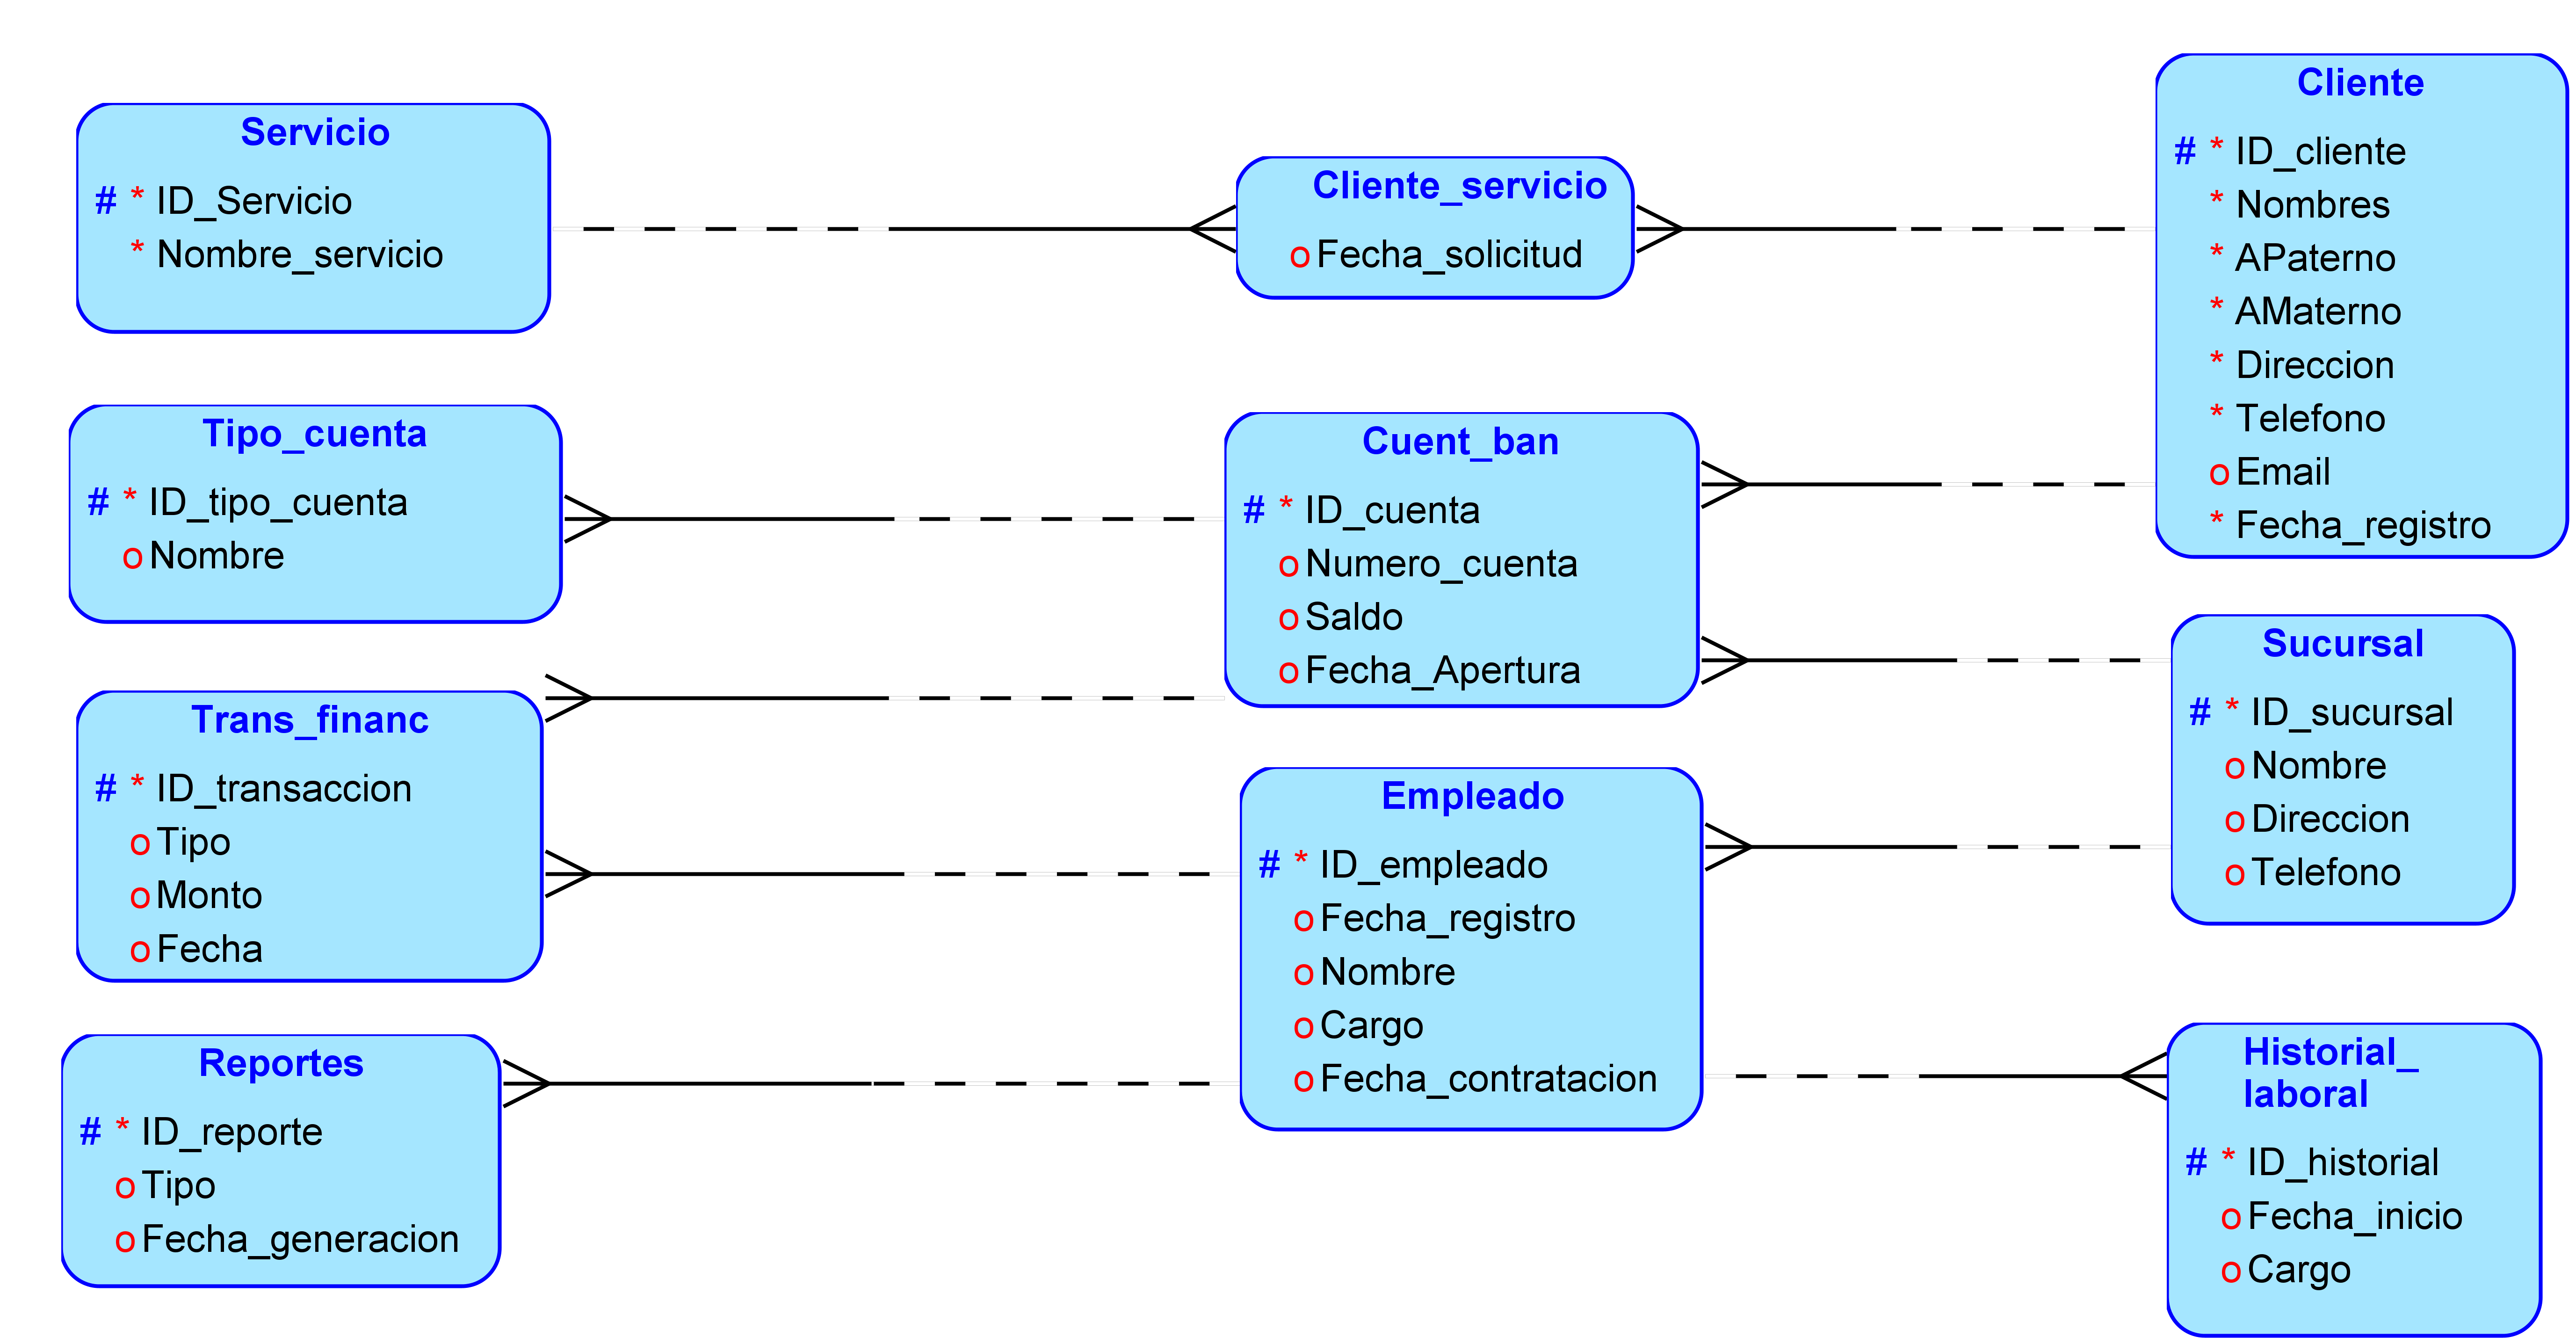 Servicio
# * ID_Servicio
* Nombre_servicio
Cliente_servicio
o Fecha_solicitud
Cliente
# * ID_cliente
* Nombres
* APaterno
* AMaterno
* Direccion
* Telefono
o Email
* Fecha_registro
Tipo_cuenta
# * ID_tipo_cuenta
o Nombre
Cuent_ban
# * ID_cuenta
o Numero_cuenta
o Saldo
o Fecha_Apertura
Sucursal
# * ID_sucursal
o Nombre
o Direccion
o Telefono
Trans_financ
# * ID_transaccion
o Tipo
o Monto
o Fecha
Empleado
# * ID_empleado
o Fecha_registro
o Nombre
o Cargo
o Fecha_contratacion
Reportes
# * ID_reporte
o Tipo
o Fecha_generacion
Historial_
laboral
# * ID_historial
o Fecha_inicio
o Cargo